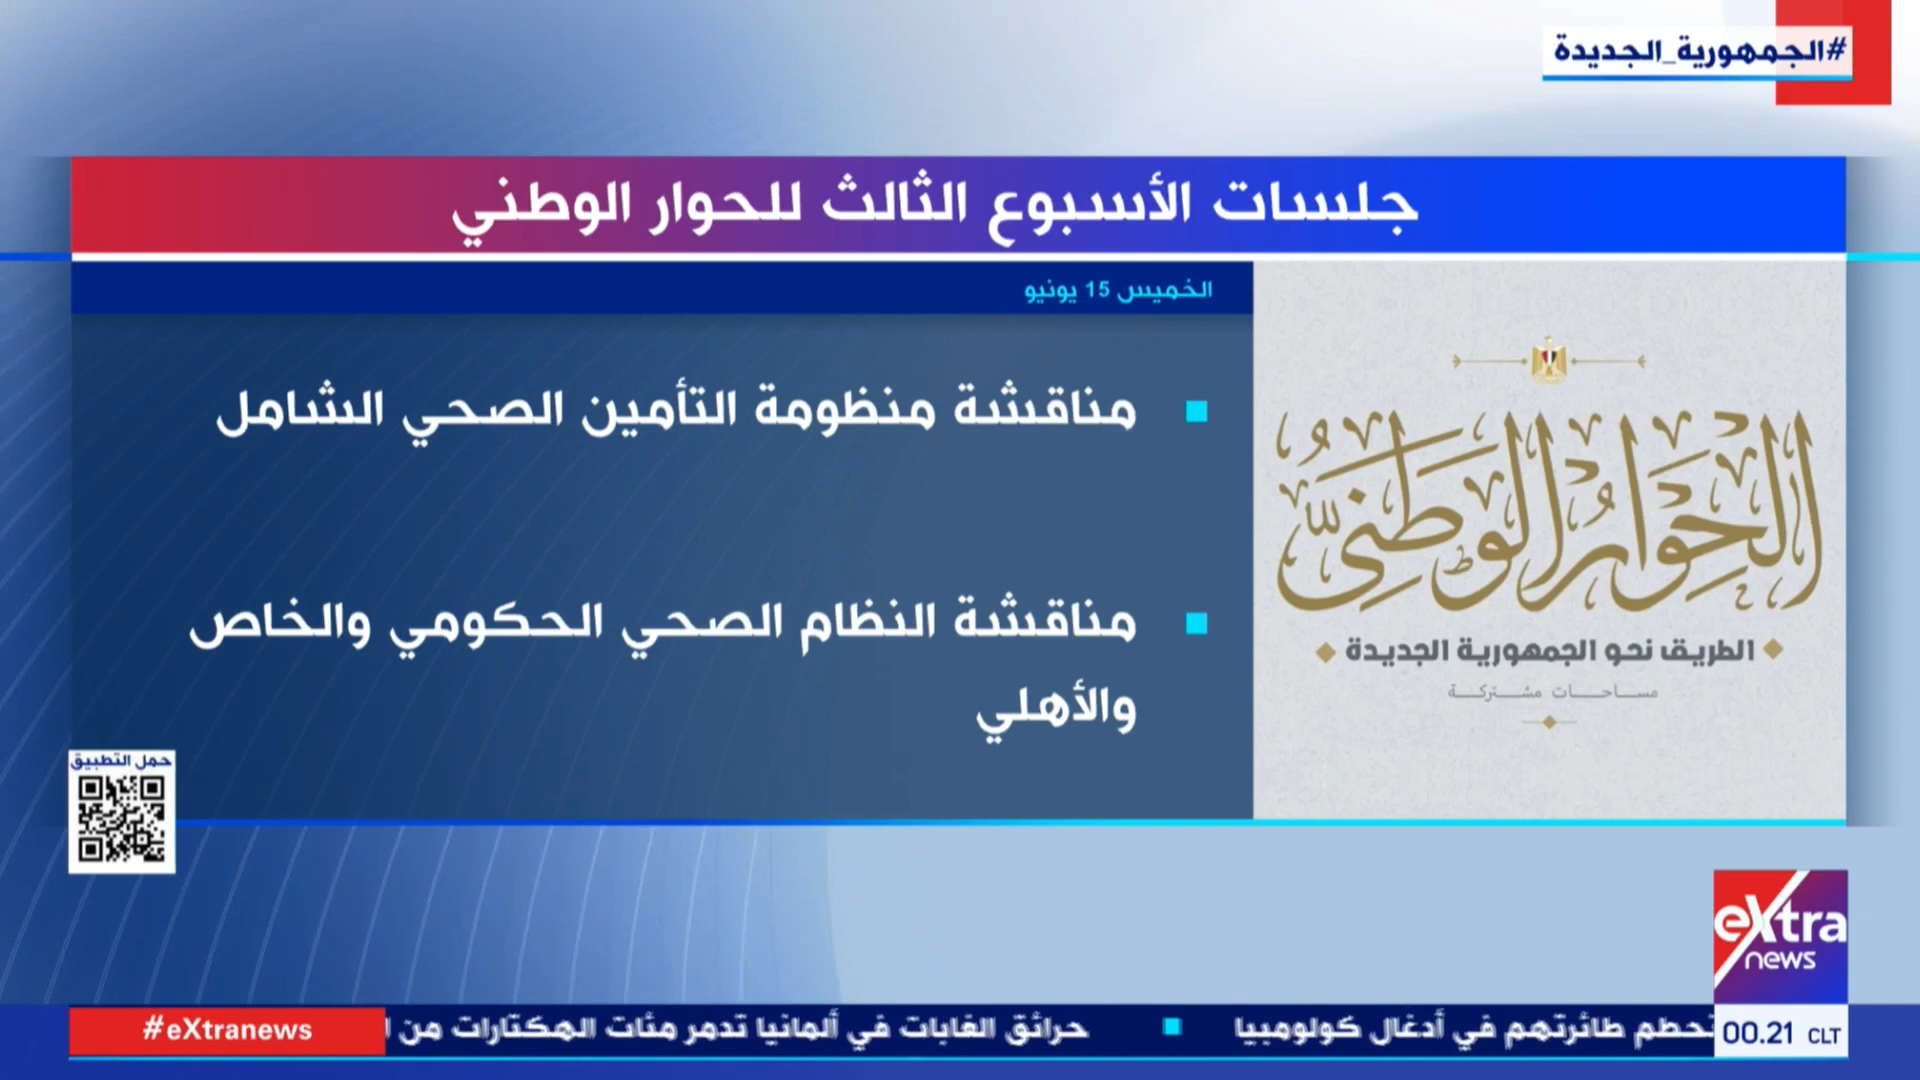 #الجمهورية_الجديدة
جلسات الأسبوع الثالث للحوار الوطني
الخميس 15 يونيو
مناقشة منظومة التأمين الصحي الشامل
مناقشة النظام الصحي الحكومي والخاص
والأهلي
الحوار الوطني
الطريق نحو الجمهورية الجديدة
مساحات مشتركة
حمل التطبيق
eXtra
news
تحطم طائرتهم في أدغال كولومبيا
حرائق الغابات في ألمانيا تدمر مئات الهكتارات من
#eXtranews
00.21 CLT